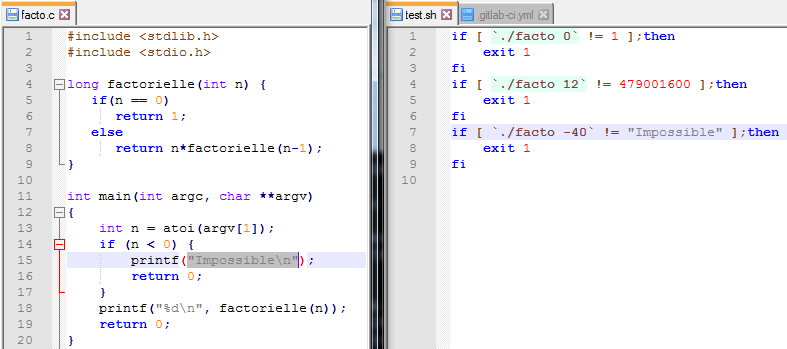 facto.c
1 #include <stdlib.h>
2 #include <stdio.h>
3
4 long factorielle(int n) {
5 if(n == 0)
6 return 1;
7 else
8 return n*factorielle(n-1);
9 }
10
11 int main(int argc, char **argv)
12 {
13 int n = atoi(argv[1]);
14 if (n < 0) {
15 printf("Impossible\n");
16 return 0;
17 }
18 printf("%d\n", factorielle(n));
19 return 0;
20 }
test.sh .gitlab-ci.yml
1 if [ `./facto 0` != 1 ];then
2 exit 1
3 fi
4 if [ `./facto 12` != 479001600 ];then
5 exit 1
6 fi
7 if [ `./facto -40` != "Impossible" ];then
8 exit 1
9 fi
10